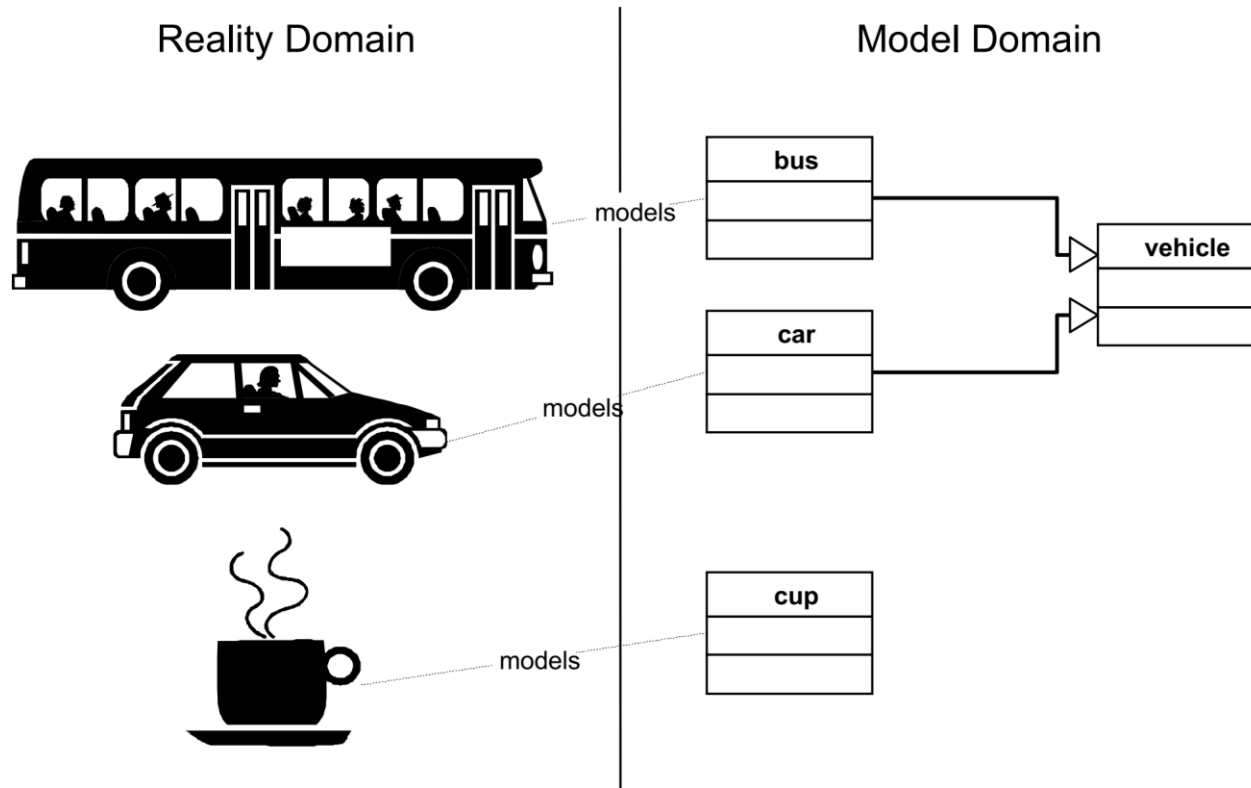 Reality Domain
Model Domain
bus
models
vehicle
car
models
cup
models